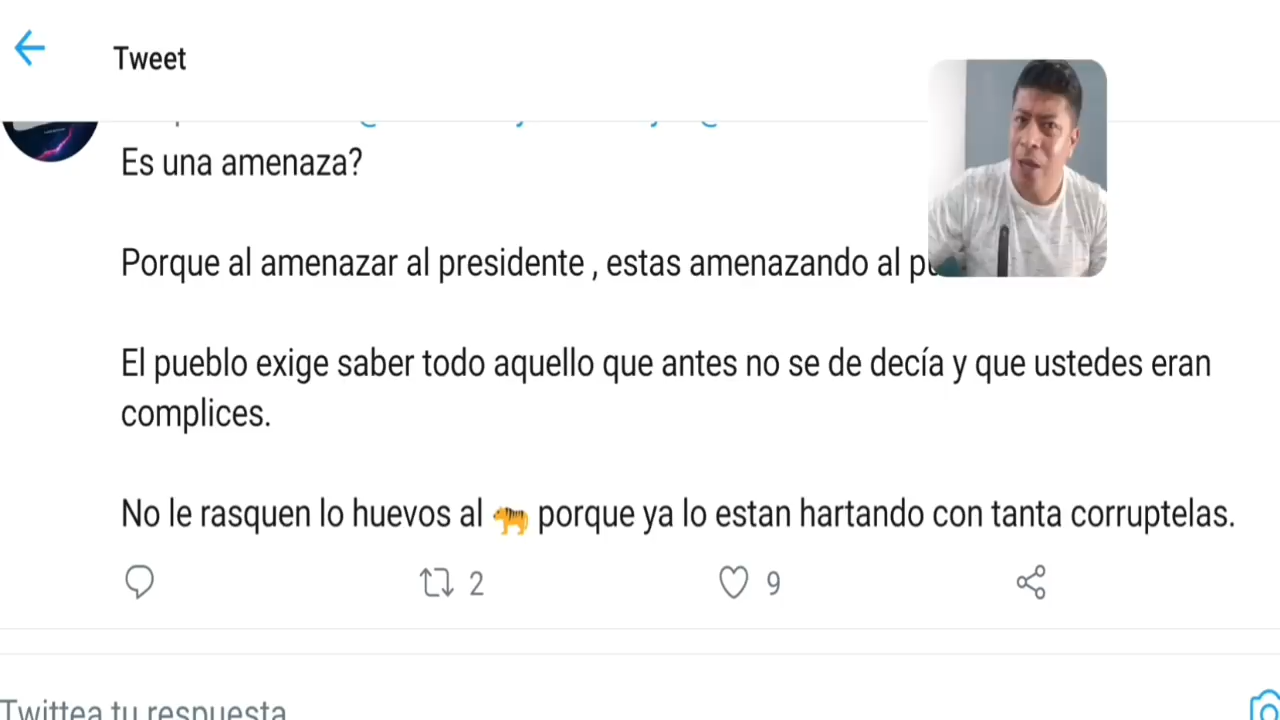 Tweet
Es una amenaza?
Porque al amenazar al presidente , estas amenazando al
El pueblo exige saber todo aquello que antes no se de decía y que ustedes eran
complices.
No le rasquen lo huevos al 🐅 porque ya lo estan hartando con tanta corruptelas.
2
9
Twittea tu respuesta